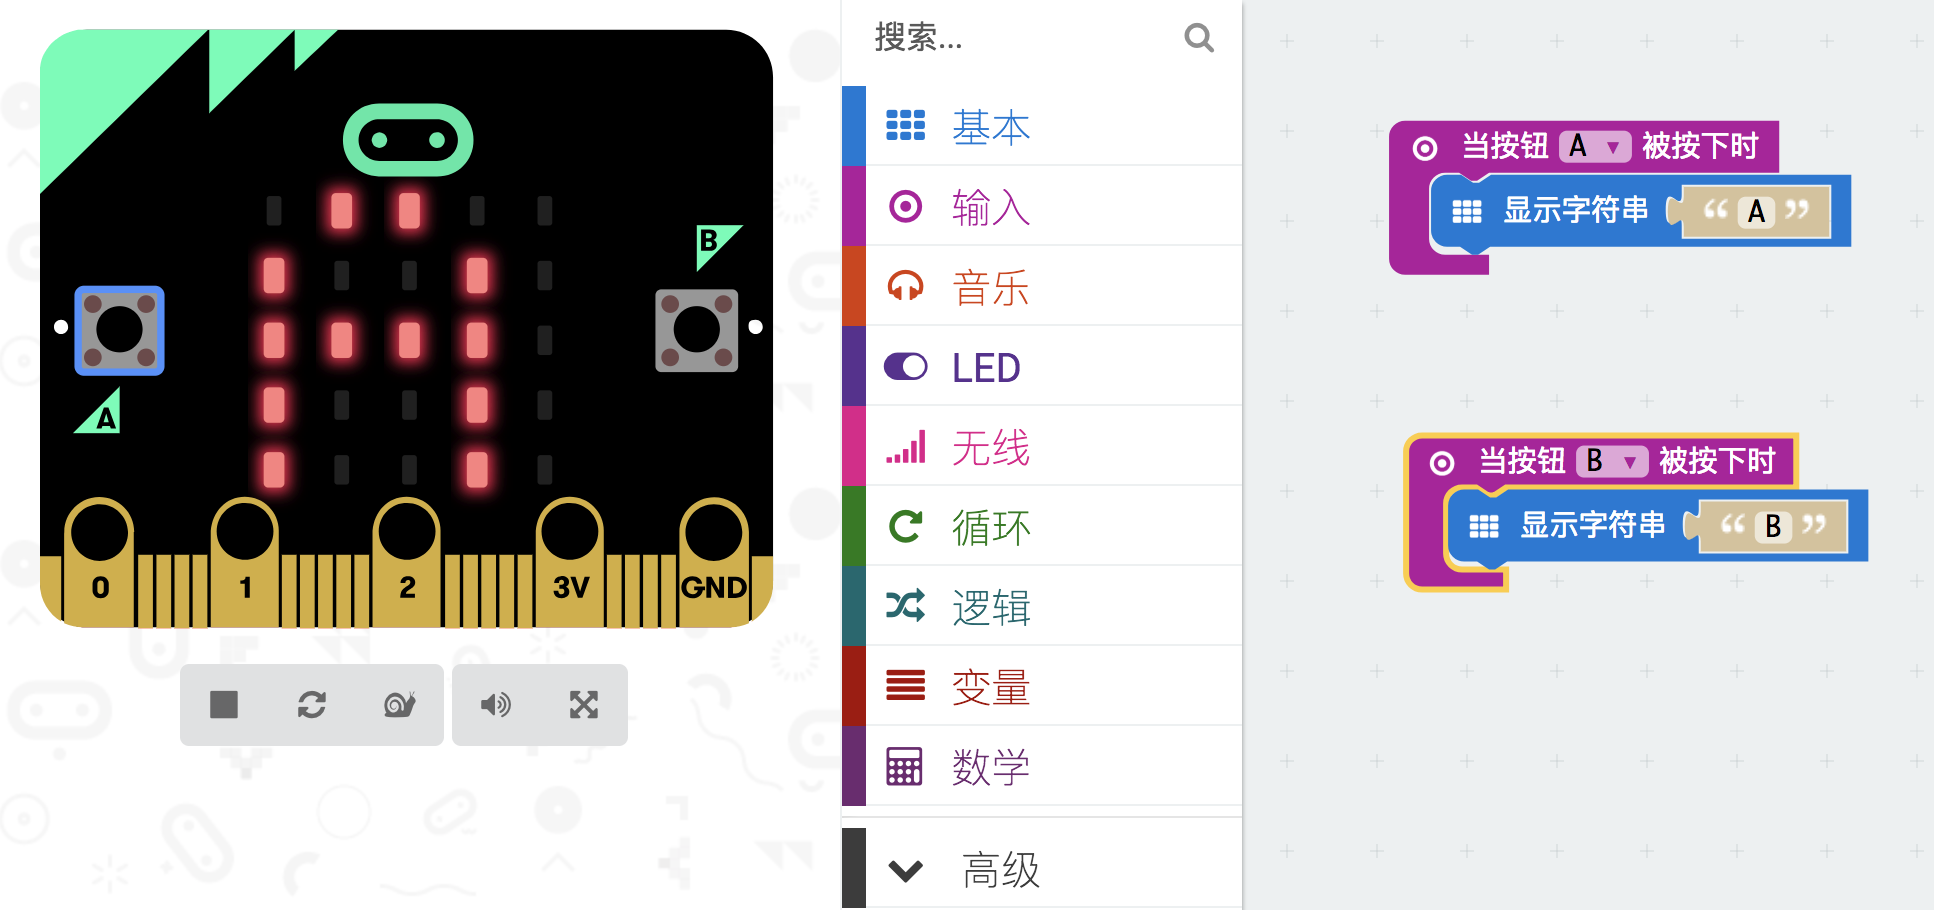 B
A
0 1 2 3V GND
搜索...
基本
输入
音乐
LED
无线
循环
逻辑
变量
数学
高级
当按钮 A ▼ 被按下时
显示字符串 “ A ”
当按钮 B ▼ 被按下时
显示字符串 “ B ”